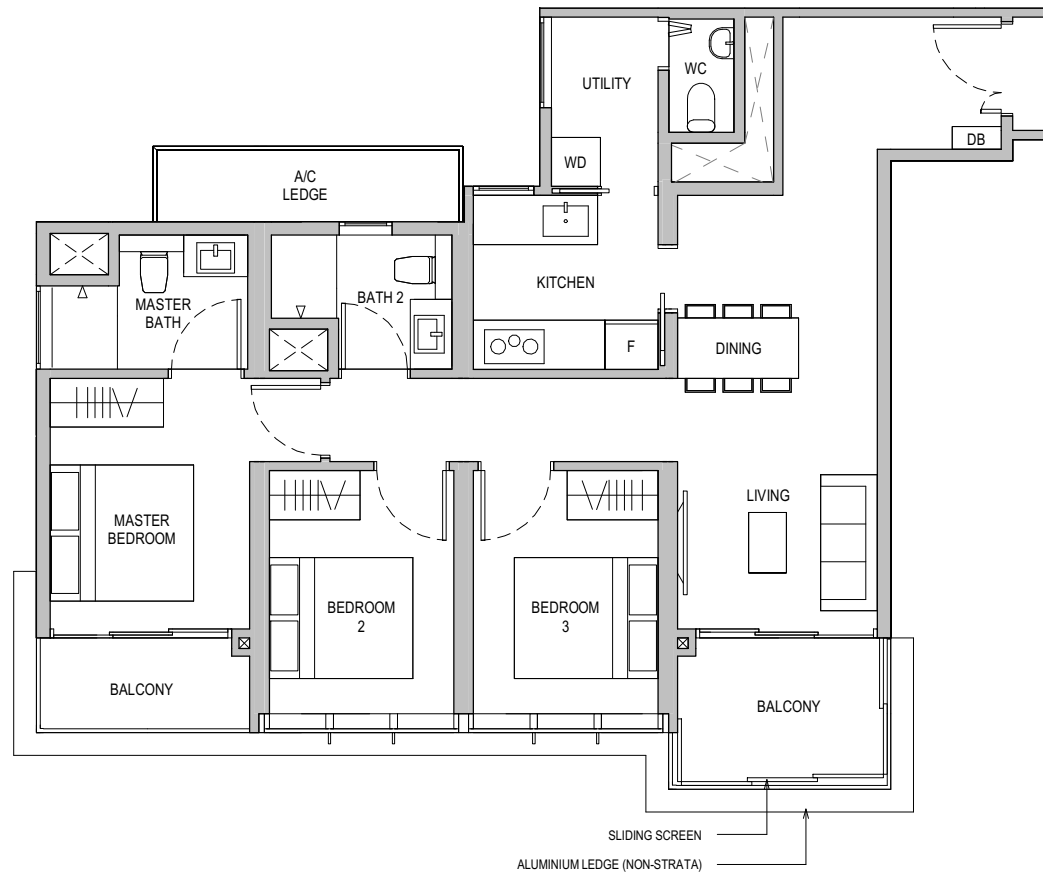 WC
UTILITY
DB
WD
A/C
LEDGE
KITCHEN
MASTER
BATH
BATH 2
F
DINING
LIVING
MASTER
BEDROOM
BEDROOM
2
BEDROOM
3
BALCONY
BALCONY
SLIDING SCREEN
ALUMINIUM LEDGE (NON-STRATA)